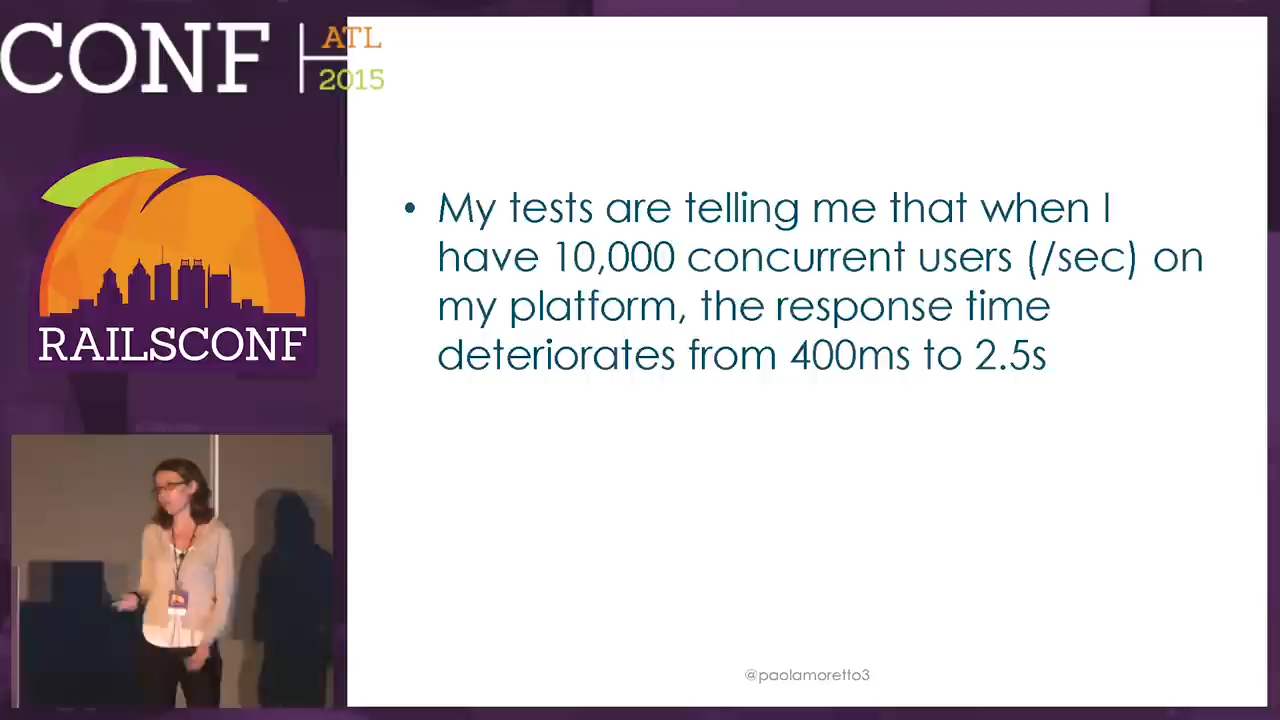 CONF
ATL
2015
RAILSCONF
• My tests are telling me that when I
have 10,000 concurrent users (/sec) on
my platform, the response time
deteriorates from 400ms to 2.5s
@paolamoretto3